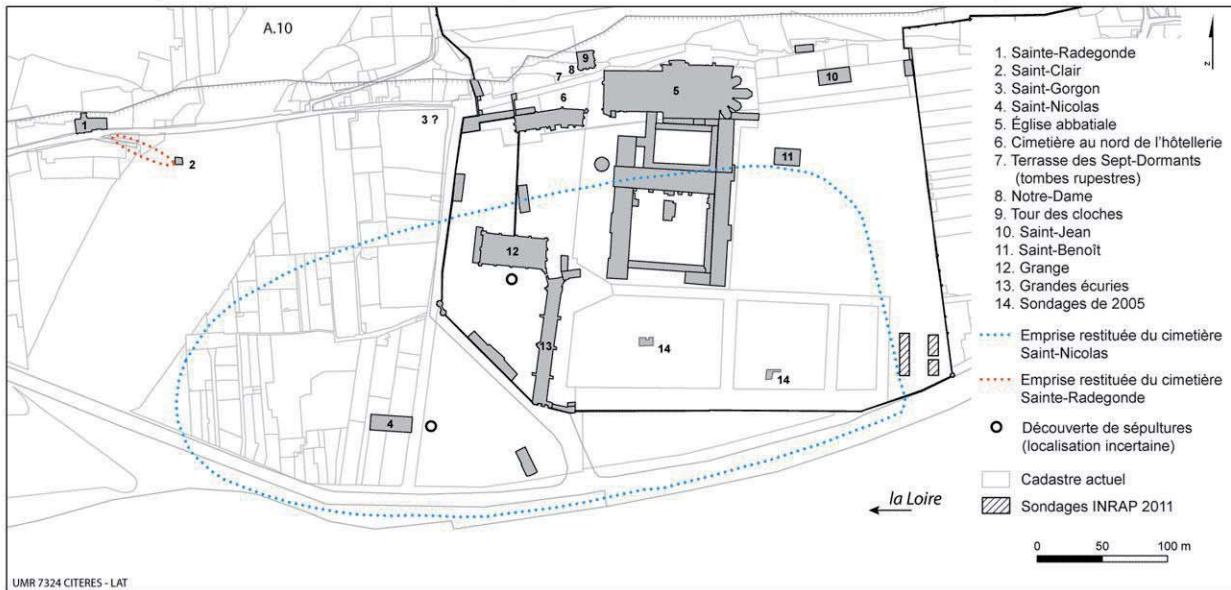 A.10
9
8
7
5
10
6
3 ?
1
2
11
12
13
14
14
4
la Loire
z
1. Sainte-Radegonde
2. Saint-Clair
3. Saint-Gorgon
4. Saint-Nicolas
5. Église abbatiale
6. Cimetière au nord de l'hôtellerie
7. Terrasse des Sept-Dormants
(tombes rupestres)
8. Notre-Dame
9. Tour des cloches
10. Saint-Jean
11. Saint-Benoît
12. Grange
13. Grandes écuries
14. Sondages de 2005
Emprise restituée du cimetière
Saint-Nicolas
Emprise restituée du cimetière
Sainte-Radegonde
Découverte de sépultures
(localisation incertaine)
Cadastre actuel
Sondages INRAP 2011
0 50 100 m
UMR 7324 CITERES - LAT